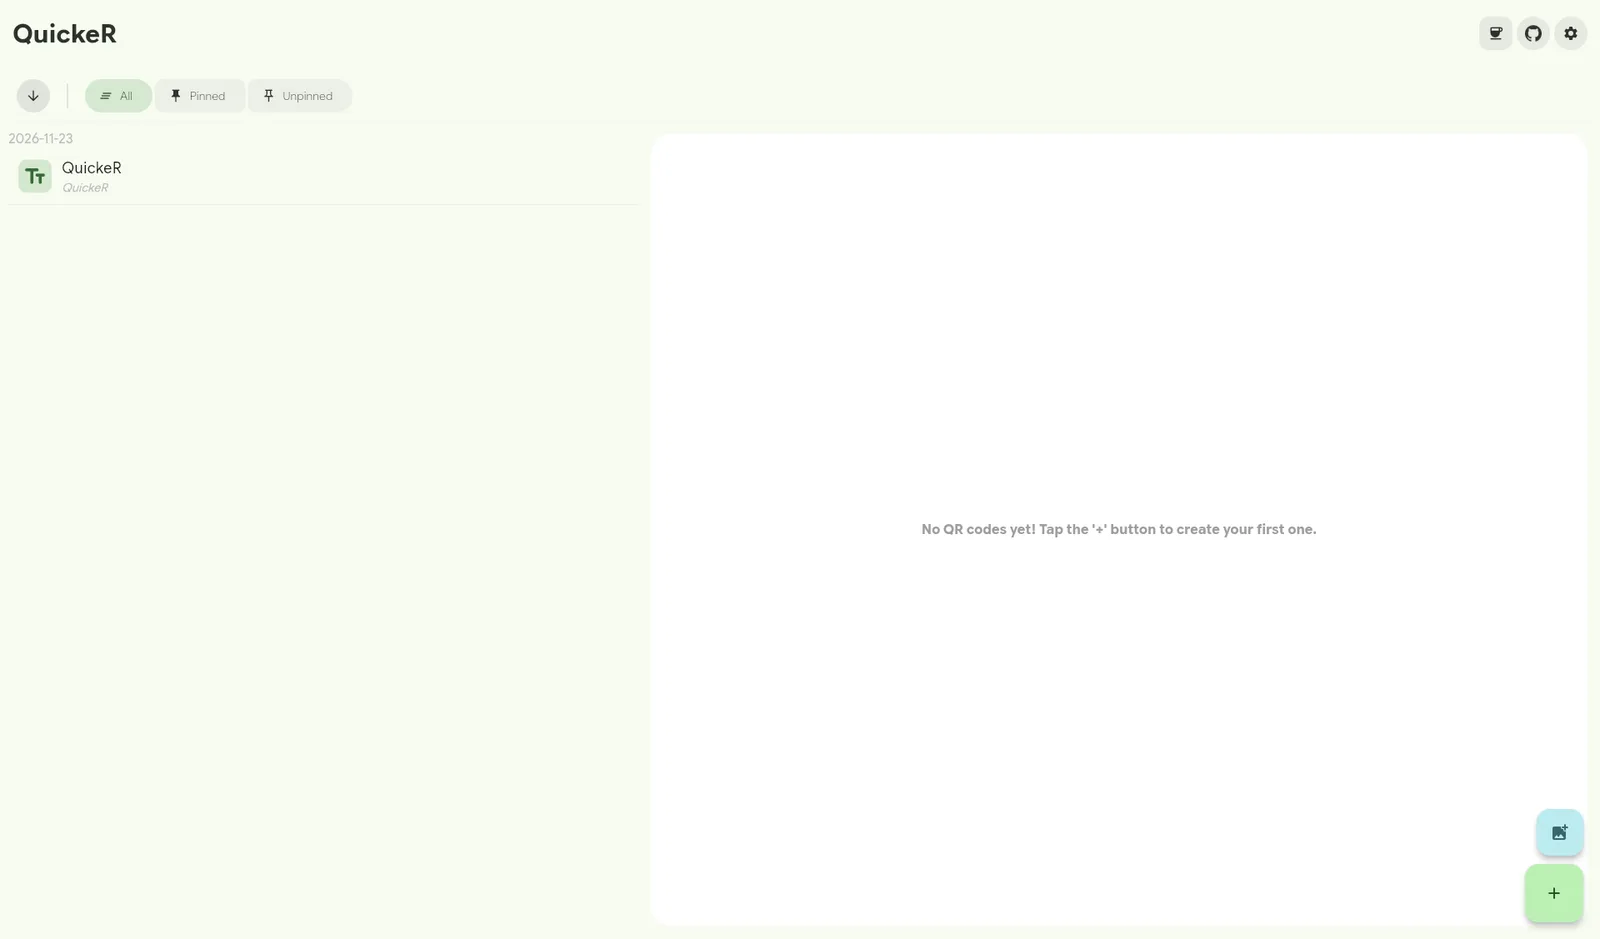 QuickeR
All
Pinned
Unpinned
2026-11-23
QuickeR
QuickeR
No QR codes yet! Tap the '+' button to create your first one.